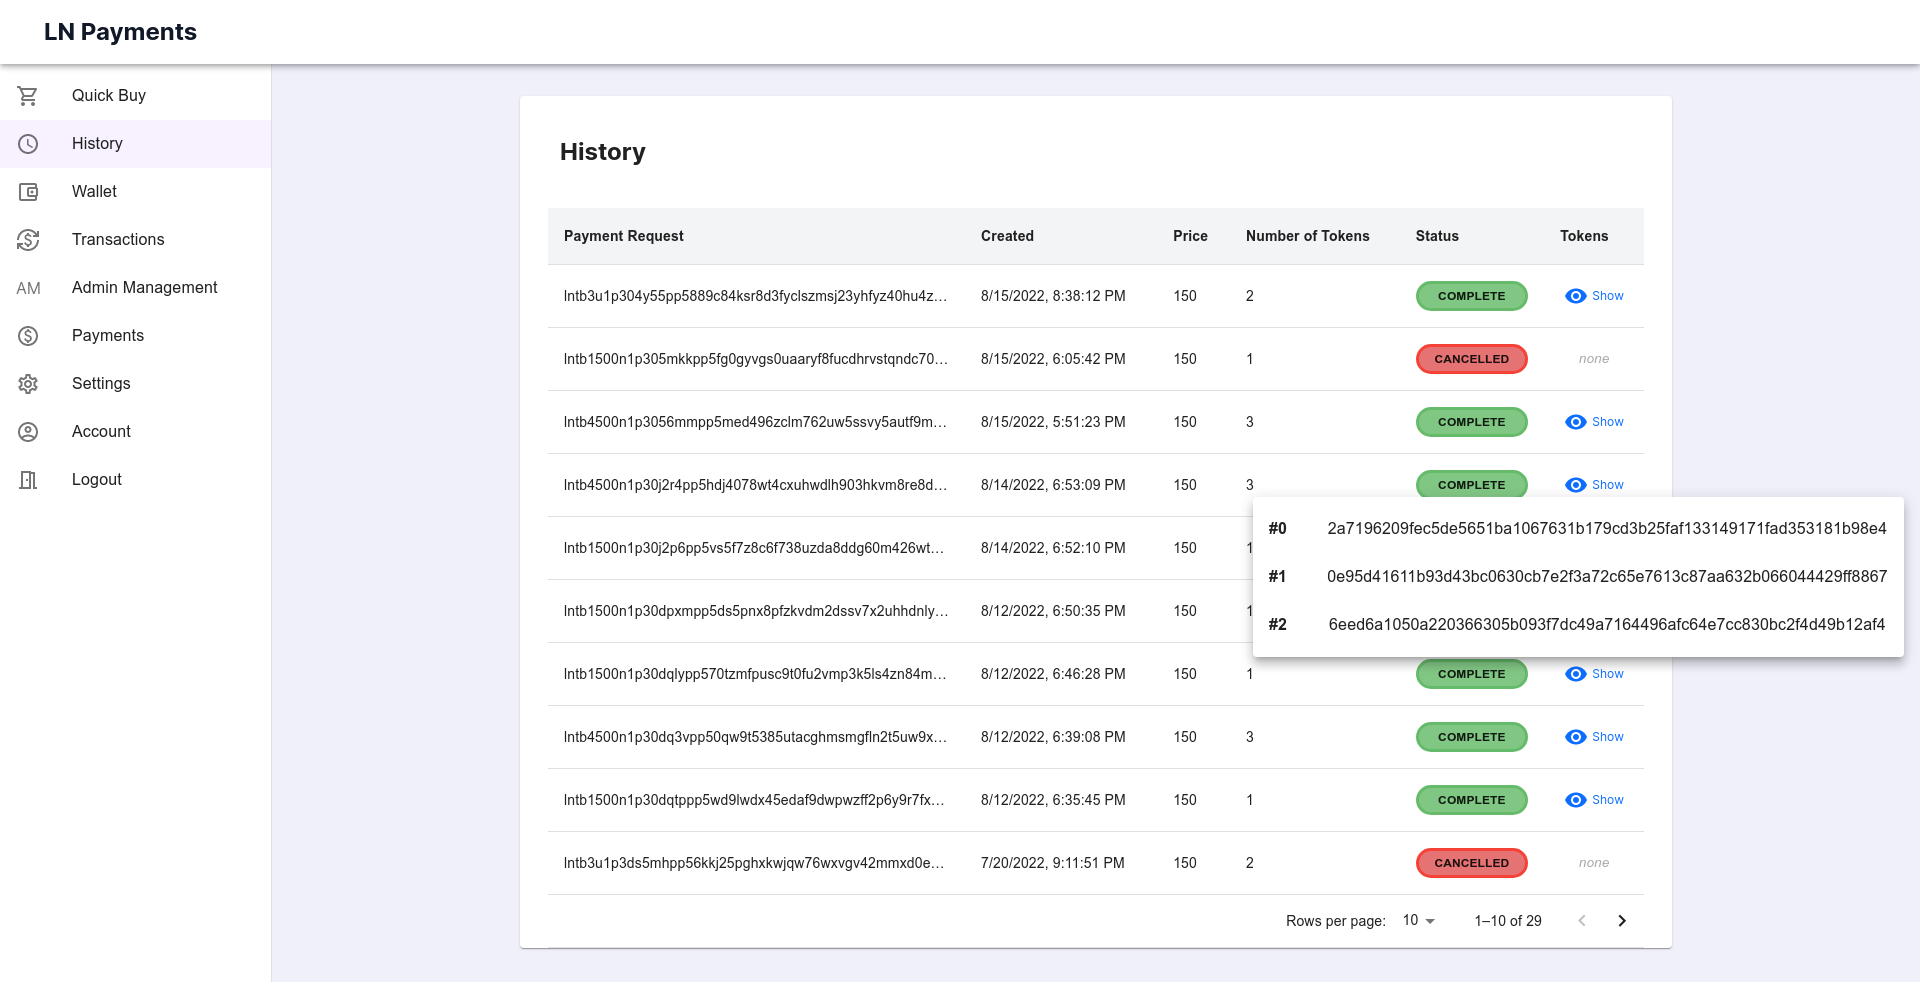 LN Payments
Quick Buy
History
Wallet
Transactions
AM Admin Management
Payments
Settings
Account
Logout
History
Payment Request Created Price Number of Tokens Status Tokens
lntb3u1p304y55pp5889c84ksr8d3fyclszmsj23yhfyz40hu4z... 8/15/2022, 8:38:12 PM 150 2 COMPLETE Show
lntb1500n1p305mkkpp5fg0gyvgs0uaaryf8fucdhrvstqndc70... 8/15/2022, 6:05:42 PM 150 1 CANCELLED none
lntb4500n1p3056mmpp5med496zclm762uw5ssvy5autf9m... 8/15/2022, 5:51:23 PM 150 3 COMPLETE Show
lntb4500n1p30j2r4pp5hdj4078wt4cxuhwdlh903hkvm8re8d... 8/14/2022, 6:53:09 PM 150 3 COMPLETE Show
#0 2a7196209fec5de5651ba1067631b179cd3b25faf133149171fad353181b98e4
lntb1500n1p30j2p6pp5vs5f7z8c6f738uzda8ddg60m426wt... 8/14/2022, 6:52:10 PM 150 1
#1 0e95d41611b93d43bc0630cb7e2f3a72c65e7613c87aa632b066044429ff8867
lntb1500n1p30dpxmpp5ds5pnx8pfzkvdm2dssv7x2uhhdnly... 8/12/2022, 6:50:35 PM 150 1
#2 6eed6a1050a220366305b093f7dc49a7164496afc64e7cc830bc2f4d49b12af4
lntb1500n1p30dqlypp570tzmfpusc9t0fu2vmp3k5ls4zn84m... 8/12/2022, 6:46:28 PM 150 1 COMPLETE Show
lntb4500n1p30dq3vpp50qw9t5385utacghmsmgfln2t5uw9x... 8/12/2022, 6:39:08 PM 150 3 COMPLETE Show
lntb1500n1p30dqtppp5wd9lwdx45edaf9dwpwzff2p6y9r7fx... 8/12/2022, 6:35:45 PM 150 1 COMPLETE Show
lntb3u1p3ds5mhpp56kkj25pghxkwjqw76wxvgv42mmxd0e... 7/20/2022, 9:11:51 PM 150 2 CANCELLED none
Rows per page: 10 1–10 of 29